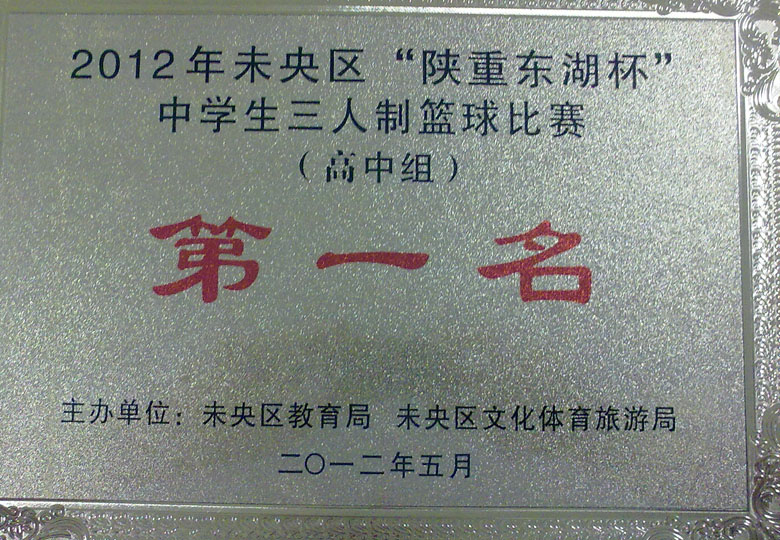 2012年未央区“陕重东湖杯”
中学生三人制篮球比赛
（高中组）
第一名
主办单位：未央区教育局 未央区文化体育旅游局
二〇一二年五月